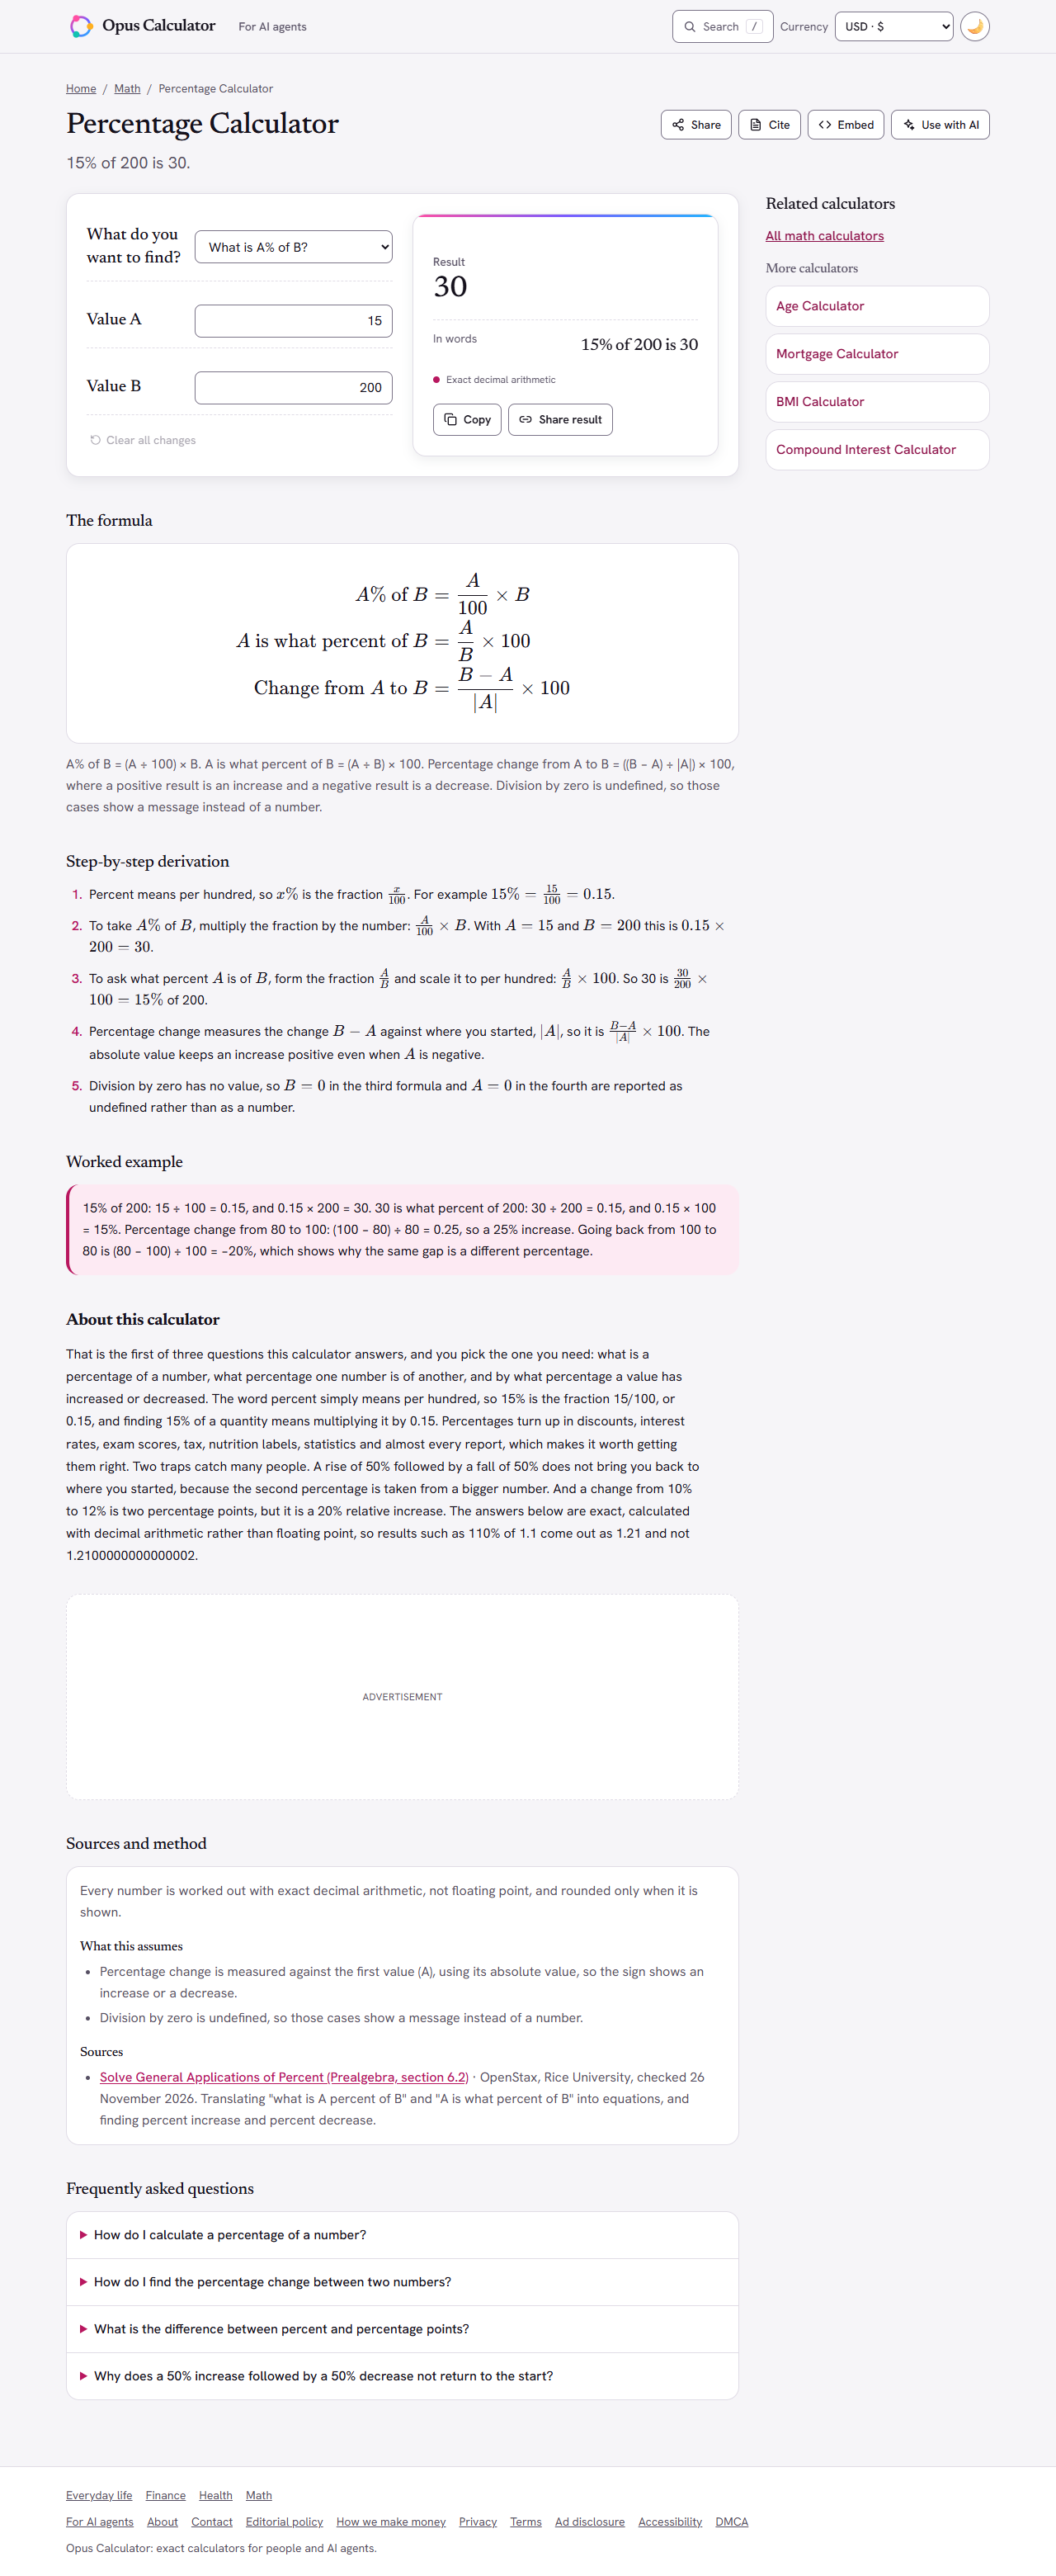 Opus Calculator
For AI agents
Search /
Currency
USD · $
Home / Math / Percentage Calculator
Percentage Calculator
Share
Cite
Embed
Use with AI
15% of 200 is 30.
What do you
want to find?
What is A% of B?
Value A
15
Value B
200
Clear all changes
Result
30
In words
15% of 200 is 30
Exact decimal arithmetic
Copy
Share result
Related calculators
All math calculators
More calculators
Age Calculator
Mortgage Calculator
BMI Calculator
Compound Interest Calculator
The formula
A% of B = A/100 × B
A is what percent of B = A/B × 100
Change from A to B = B − A/|A| × 100
A% of B = (A ÷ 100) × B. A is what percent of B = (A ÷ B) × 100. Percentage change from A to B = ((B − A) ÷ |A|) × 100,
where a positive result is an increase and a negative result is a decrease. Division by zero is undefined, so those
cases show a message instead of a number.
Step-by-step derivation
1. Percent means per hundred, so x% is the fraction x/100. For example 15% = 15/100 = 0.15.
2. To take A% of B, multiply the fraction by the number: A/100 × B. With A = 15 and B = 200 this is 0.15 ×
200 = 30.
3. To ask what percent A is of B, form the fraction A/B and scale it to per hundred: A/B × 100. So 30 is 30/200 ×
100 = 15% of 200.
4. Percentage change measures the change B − A against where you started, |A|, so it is B−A/|A| × 100. The
absolute value keeps an increase positive even when A is negative.
5. Division by zero has no value, so B = 0 in the third formula and A = 0 in the fourth are reported as
undefined rather than as a number.
Worked example
15% of 200: 15 ÷ 100 = 0.15, and 0.15 × 200 = 30. 30 is what percent of 200: 30 ÷ 200 = 0.15, and 0.15 × 100
= 15%. Percentage change from 80 to 100: (100 − 80) ÷ 80 = 0.25, so a 25% increase. Going back from 100 to
80 is (80 − 100) ÷ 100 = −20%, which shows why the same gap is a different percentage.
About this calculator
That is the first of three questions this calculator answers, and you pick the one you need: what is a
percentage of a number, what percentage one number is of another, and by what percentage a value has
increased or decreased. The word percent simply means per hundred, so 15% is the fraction 15/100, or
0.15, and finding 15% of a quantity means multiplying it by 0.15. Percentages turn up in discounts, interest
rates, exam scores, tax, nutrition labels, statistics and almost every report, which makes it worth getting
them right. Two traps catch many people. A rise of 50% followed by a fall of 50% does not bring you back to
where you started, because the second percentage is taken from a bigger number. And a change from 10%
to 12% is two percentage points, but it is a 20% relative increase. The answers below are exact, calculated
with decimal arithmetic rather than floating point, so results such as 110% of 1.1 come out as 1.21 and not
1.2100000000000002.
ADVERTISEMENT
Sources and method
Every number is worked out with exact decimal arithmetic, not floating point, and rounded only when it is
shown.
What this assumes
• Percentage change is measured against the first value (A), using its absolute value, so the sign shows an
increase or a decrease.
• Division by zero is undefined, so those cases show a message instead of a number.
Sources
• Solve General Applications of Percent (Prealgebra, section 6.2) · OpenStax, Rice University, checked 26
November 2026. Translating "what is A percent of B" and "A is what percent of B" into equations, and
finding percent increase and percent decrease.
Frequently asked questions
How do I calculate a percentage of a number?
How do I find the percentage change between two numbers?
What is the difference between percent and percentage points?
Why does a 50% increase followed by a 50% decrease not return to the start?
Everyday life Finance Health Math
For AI agents About Contact Editorial policy How we make money Privacy Terms Ad disclosure Accessibility DMCA
Opus Calculator: exact calculators for people and AI agents.